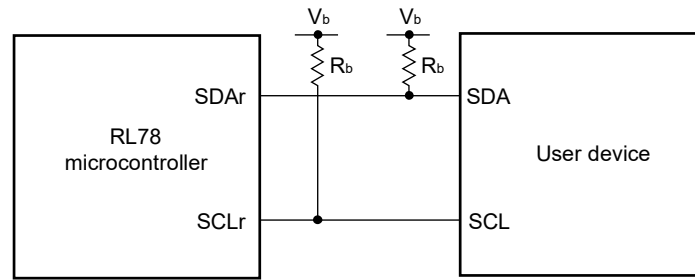 Vb Vb
Rb Rb
SDAr SDA
RL78
microcontroller
User device
SCLr SCL